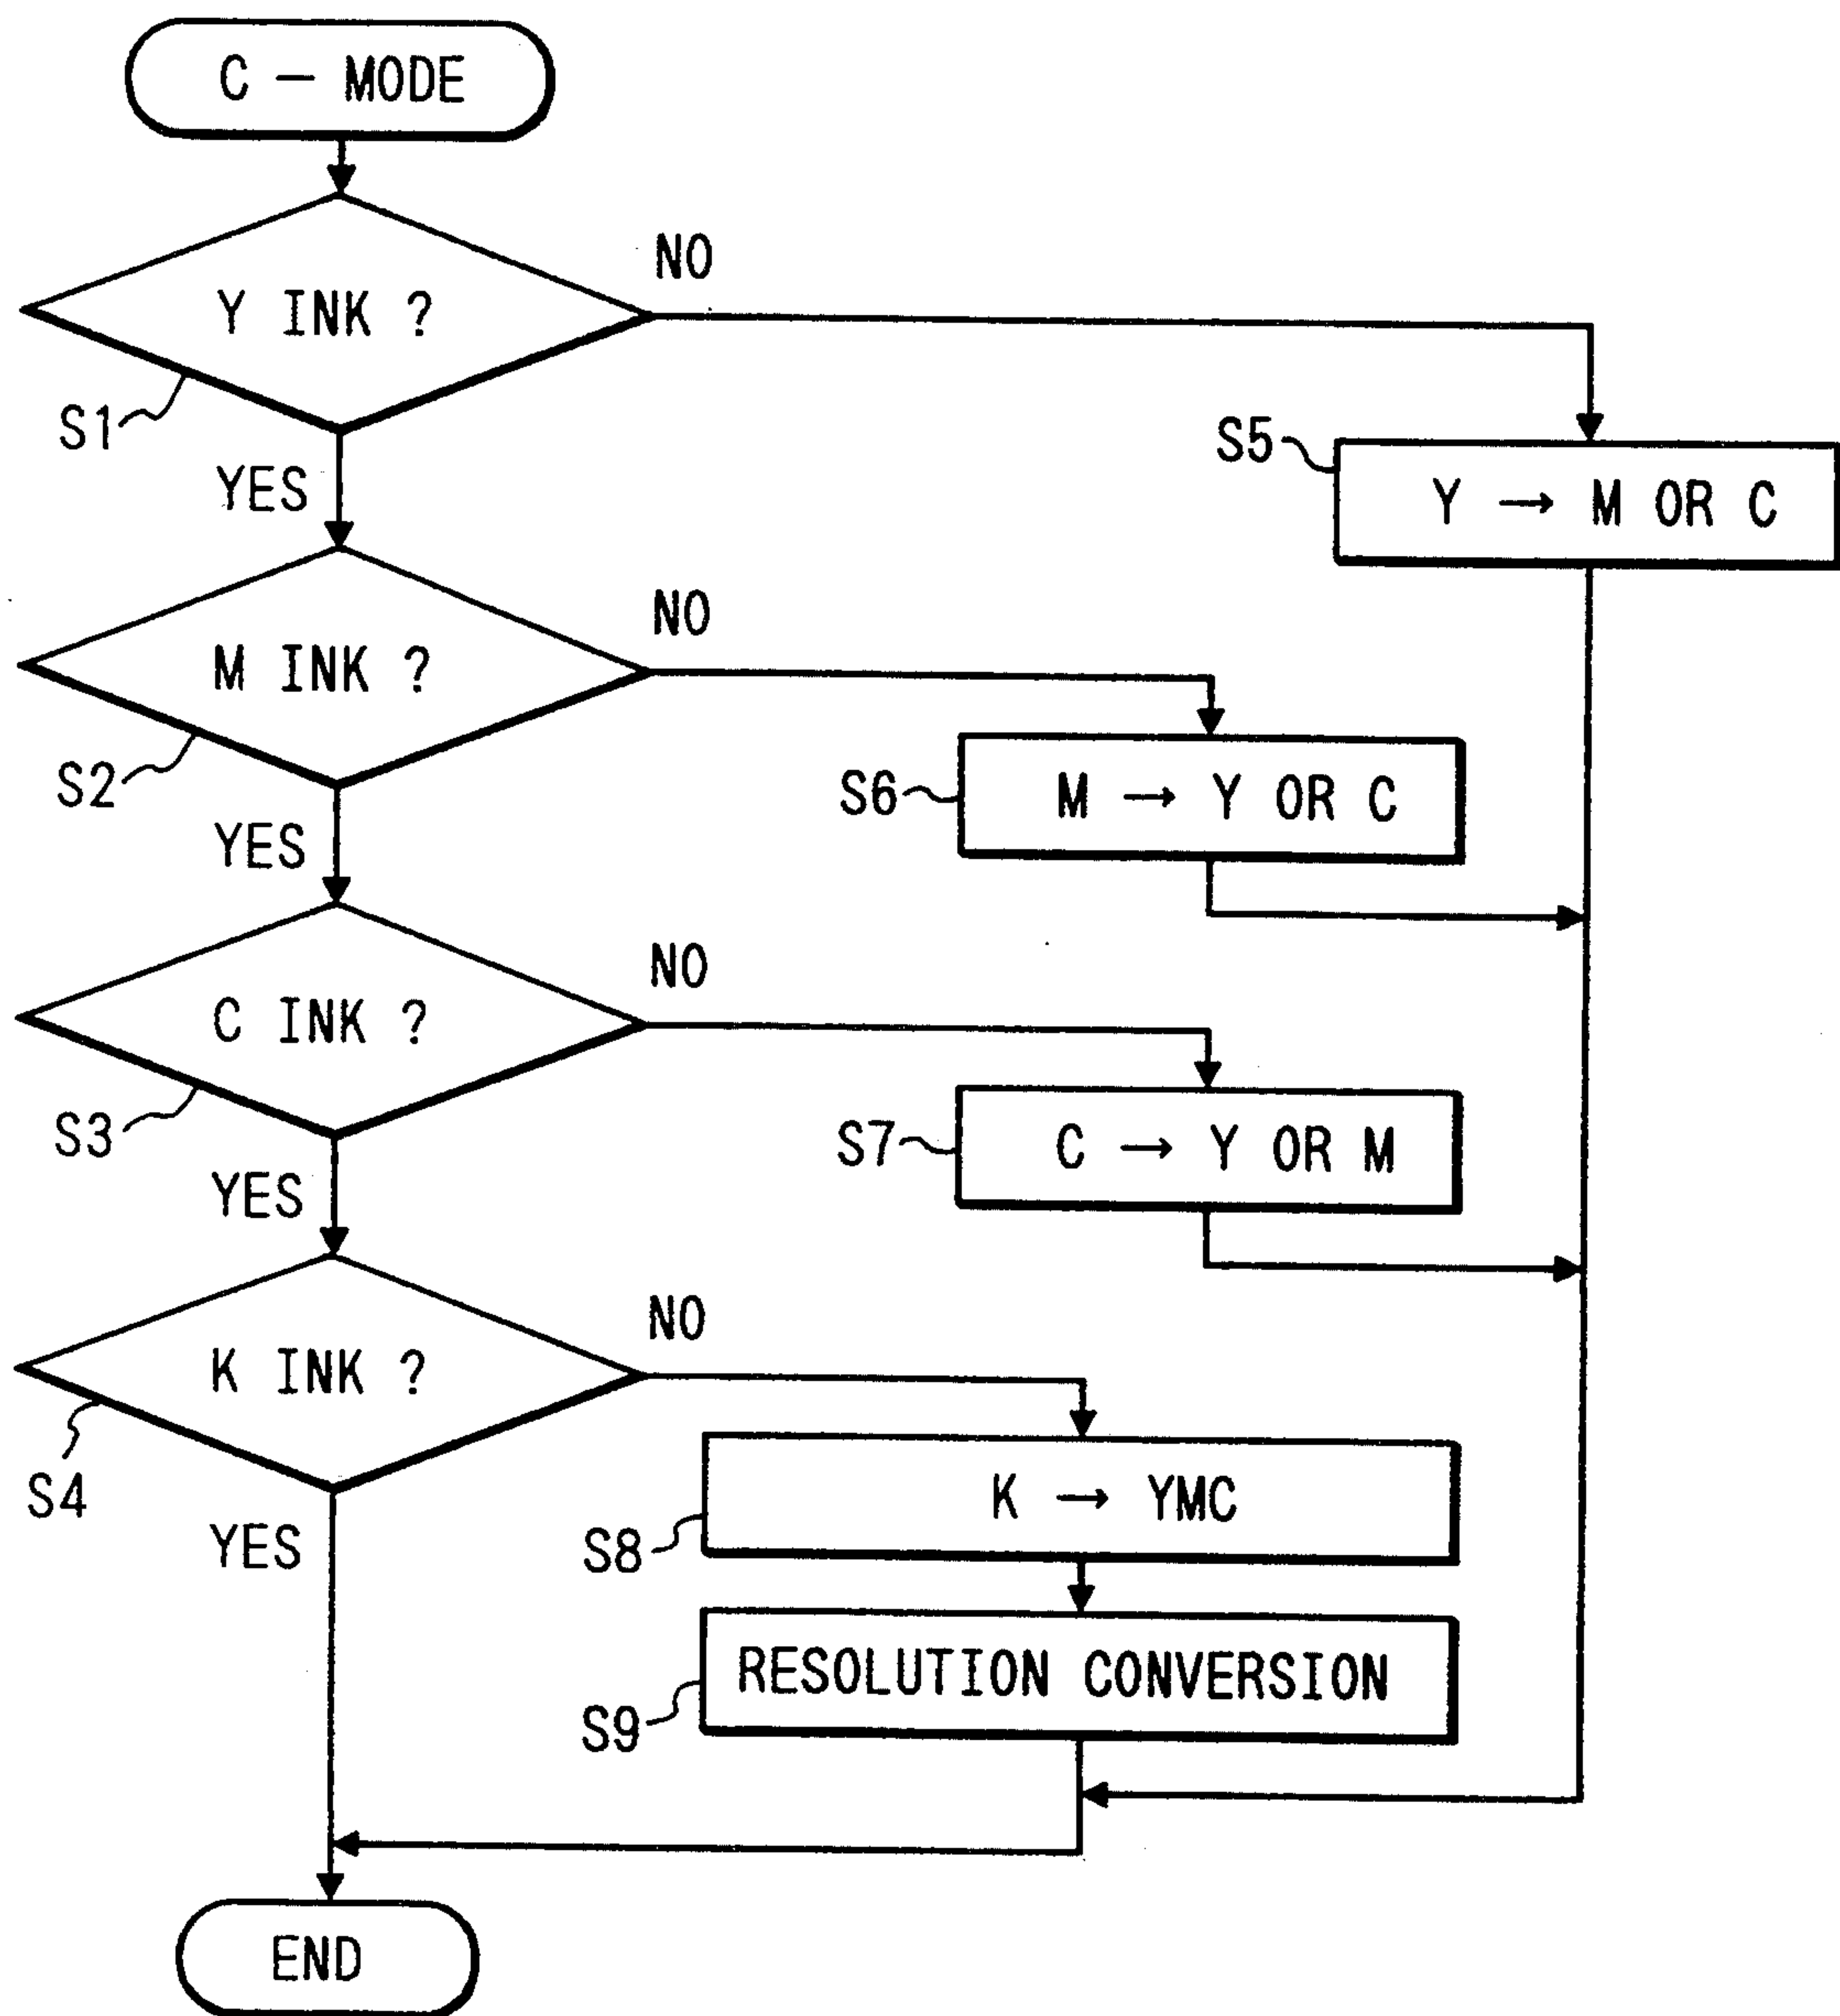 C — MODE
Y INK ?
NO
S1
YES
S5
Y → M OR C
M INK ?
NO
S2
YES
S6
M → Y OR C
C INK ?
NO
S3
YES
S7
C → Y OR M
K INK ?
NO
S4
YES
K → YMC
S8
RESOLUTION CONVERSION
S9
END